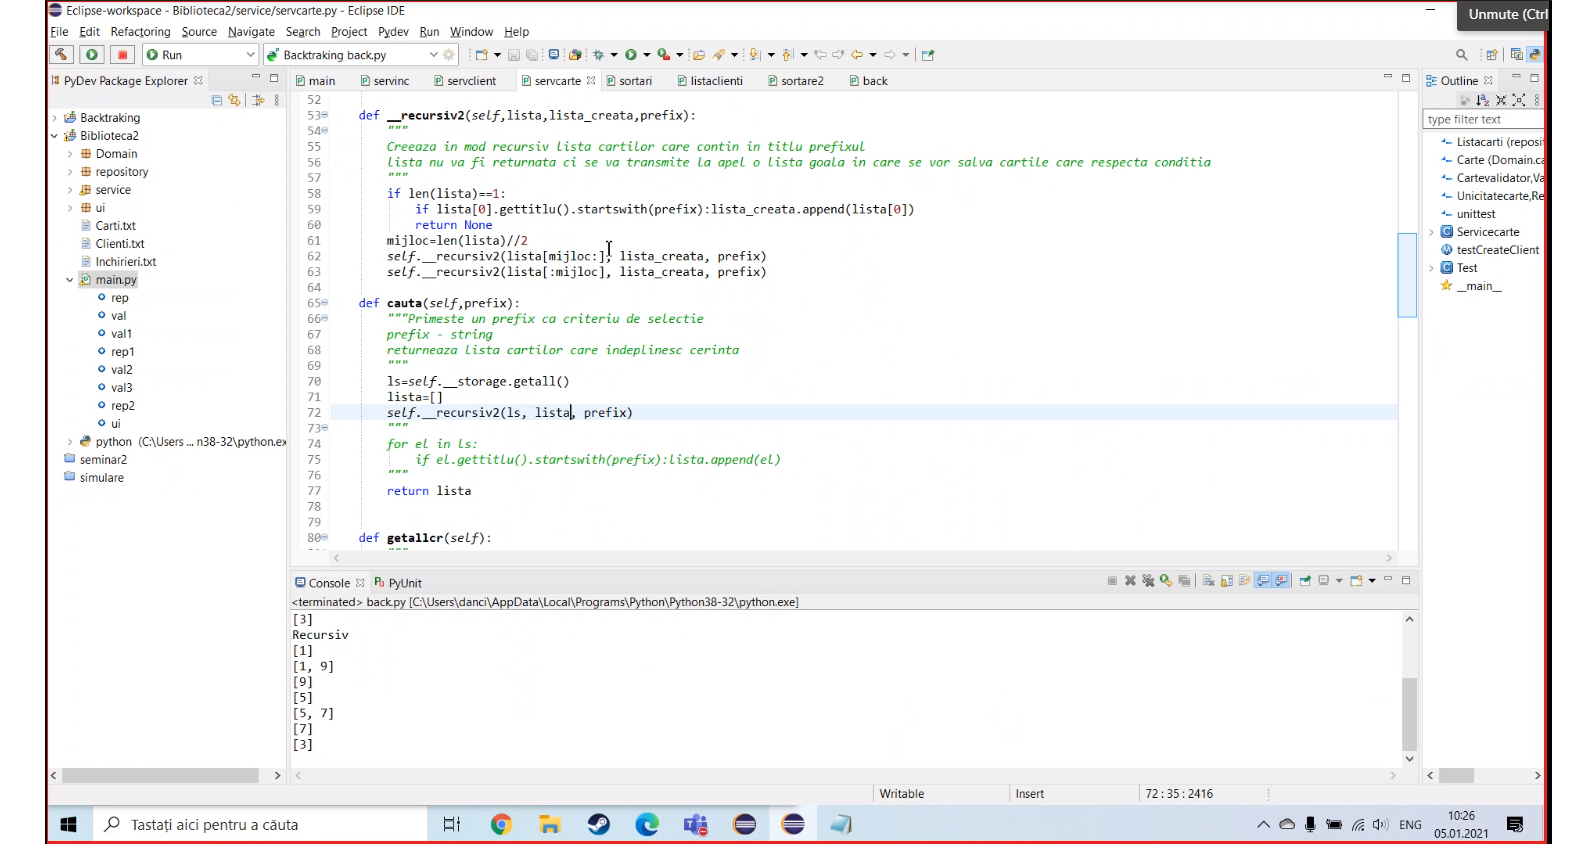 Eclipse-workspace - Biblioteca2/service/servcarte.py - Eclipse IDE
Unmute (Ctrl
File Edit Refactoring Source Navigate Search Project Pydev Run Window Help
Run
Backtraking back.py
PyDev Package Explorer
main servinc servclient servcarte sortari listaclienti sortare2 back
Outline
type filter text
Backtraking
Biblioteca2
Domain
repository
service
ui
Carti.txt
Clienti.txt
Inchirieri.txt
main.py
rep
val
val1
rep1
val2
val3
rep2
ui
python (C:\Users ... n38-32\python.ex
seminar2
simulare
52
53 def __recursiv2(self,lista,lista_creata,prefix):
54 """
55 Creeaza in mod recursiv lista cartilor care contin in titlu prefixul
56 lista nu va fi returnata ci se va transmite la apel o lista goala in care se vor salva cartile care respecta conditia
57 """
58 if len(lista)==1:
59 if lista[0].gettitlu().startswith(prefix):lista_creata.append(lista[0])
60 return None
61 mijloc=len(lista)//2
62 self.__recursiv2(lista[mijloc:], lista_creata, prefix)
63 self.__recursiv2(lista[:mijloc], lista_creata, prefix)
64
65 def cauta(self,prefix):
66 """Primeste un prefix ca criteriu de selectie
67 prefix - string
68 returneaza lista cartilor care indeplinesc cerinta
69 """
70 ls=self.__storage.getall()
71 lista=[]
72 self.__recursiv2(ls, lista, prefix)
73 """
74 for el in ls:
75 if el.gettitlu().startswith(prefix):lista.append(el)
76 """
77 return lista
78
79
80 def getallcr(self):
"""
Listacarti (reposit
Carte (Domain.ca
Cartevalidator,Va
Unicitatecarte,Re
unittest
Servicecarte
testCreateClient
Test
__main__
Console PyUnit
<terminated> back.py [C:\Users\danci\AppData\Local\Programs\Python\Python38-32\python.exe]
[3]
Recursiv
[1]
[1, 9]
[9]
[5]
[5, 7]
[7]
[3]
Writable Insert 72 : 35 : 2416
Tastați aici pentru a căuta
ENG
10:26
05.01.2021